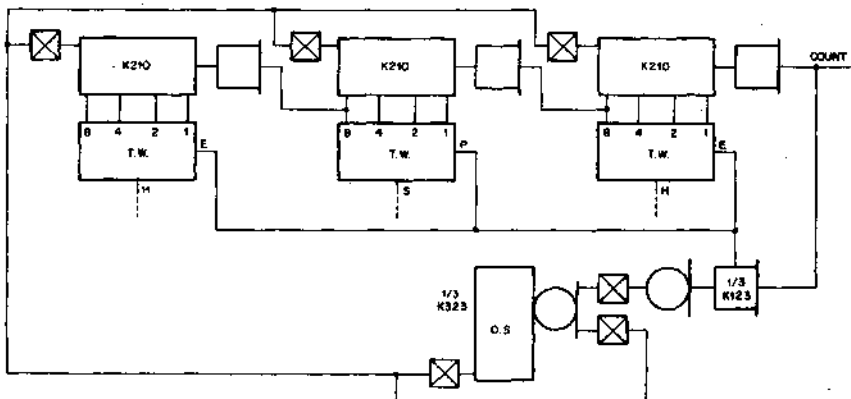 COUNT
K210
K210
K210
8 4 2 1
8 4 2 1
8 4 2 1
T.W. E
T.W. P
T.W. E
H
S
H
1/3
K323
O.S
1/3
K123